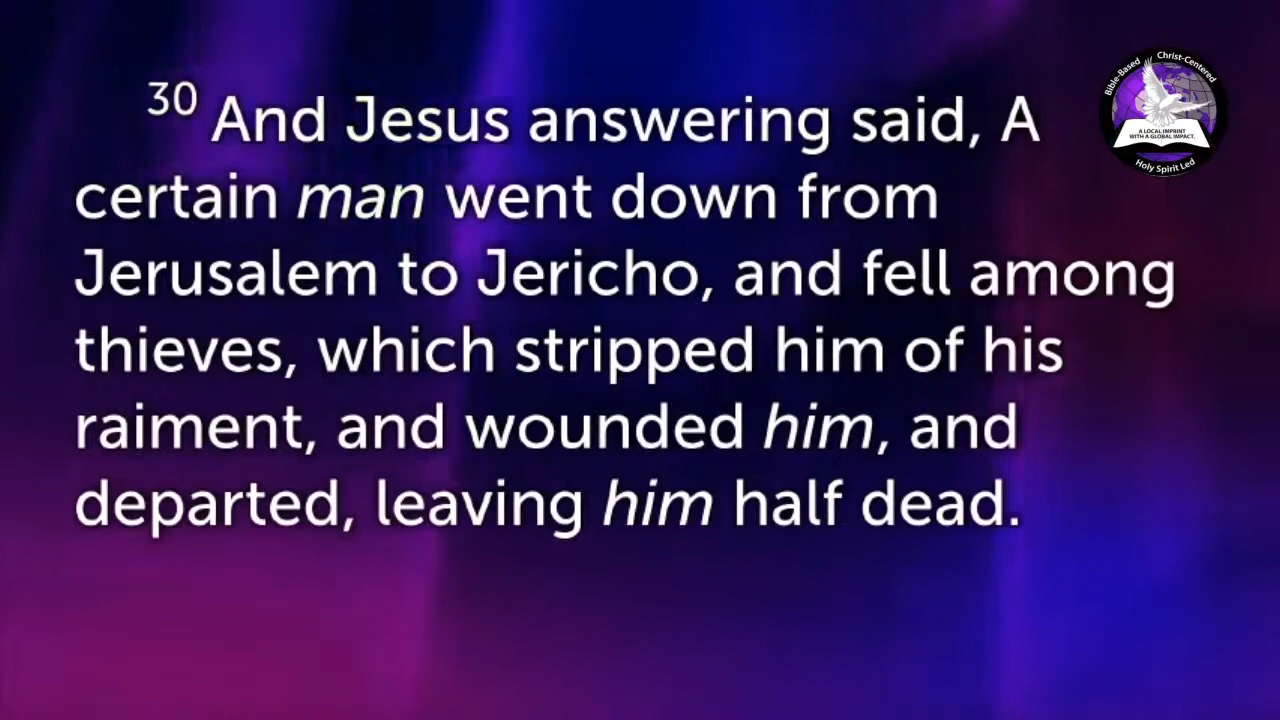 30 And Jesus answering said, A
certain man went down from
Jerusalem to Jericho, and fell among
thieves, which stripped him of his
raiment, and wounded him, and
departed, leaving him half dead.
Bible-Based Christ-Centered
A LOCAL IMPRINT
WITH A GLOBAL IMPACT.
Holy Spirit Led